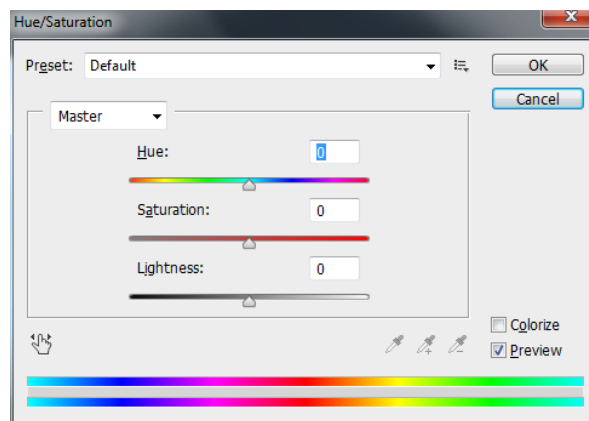 Hue/Saturation
Preset: Default
OK
Cancel
Master
Hue: 0
Saturation: 0
Lightness: 0
Colorize
Preview